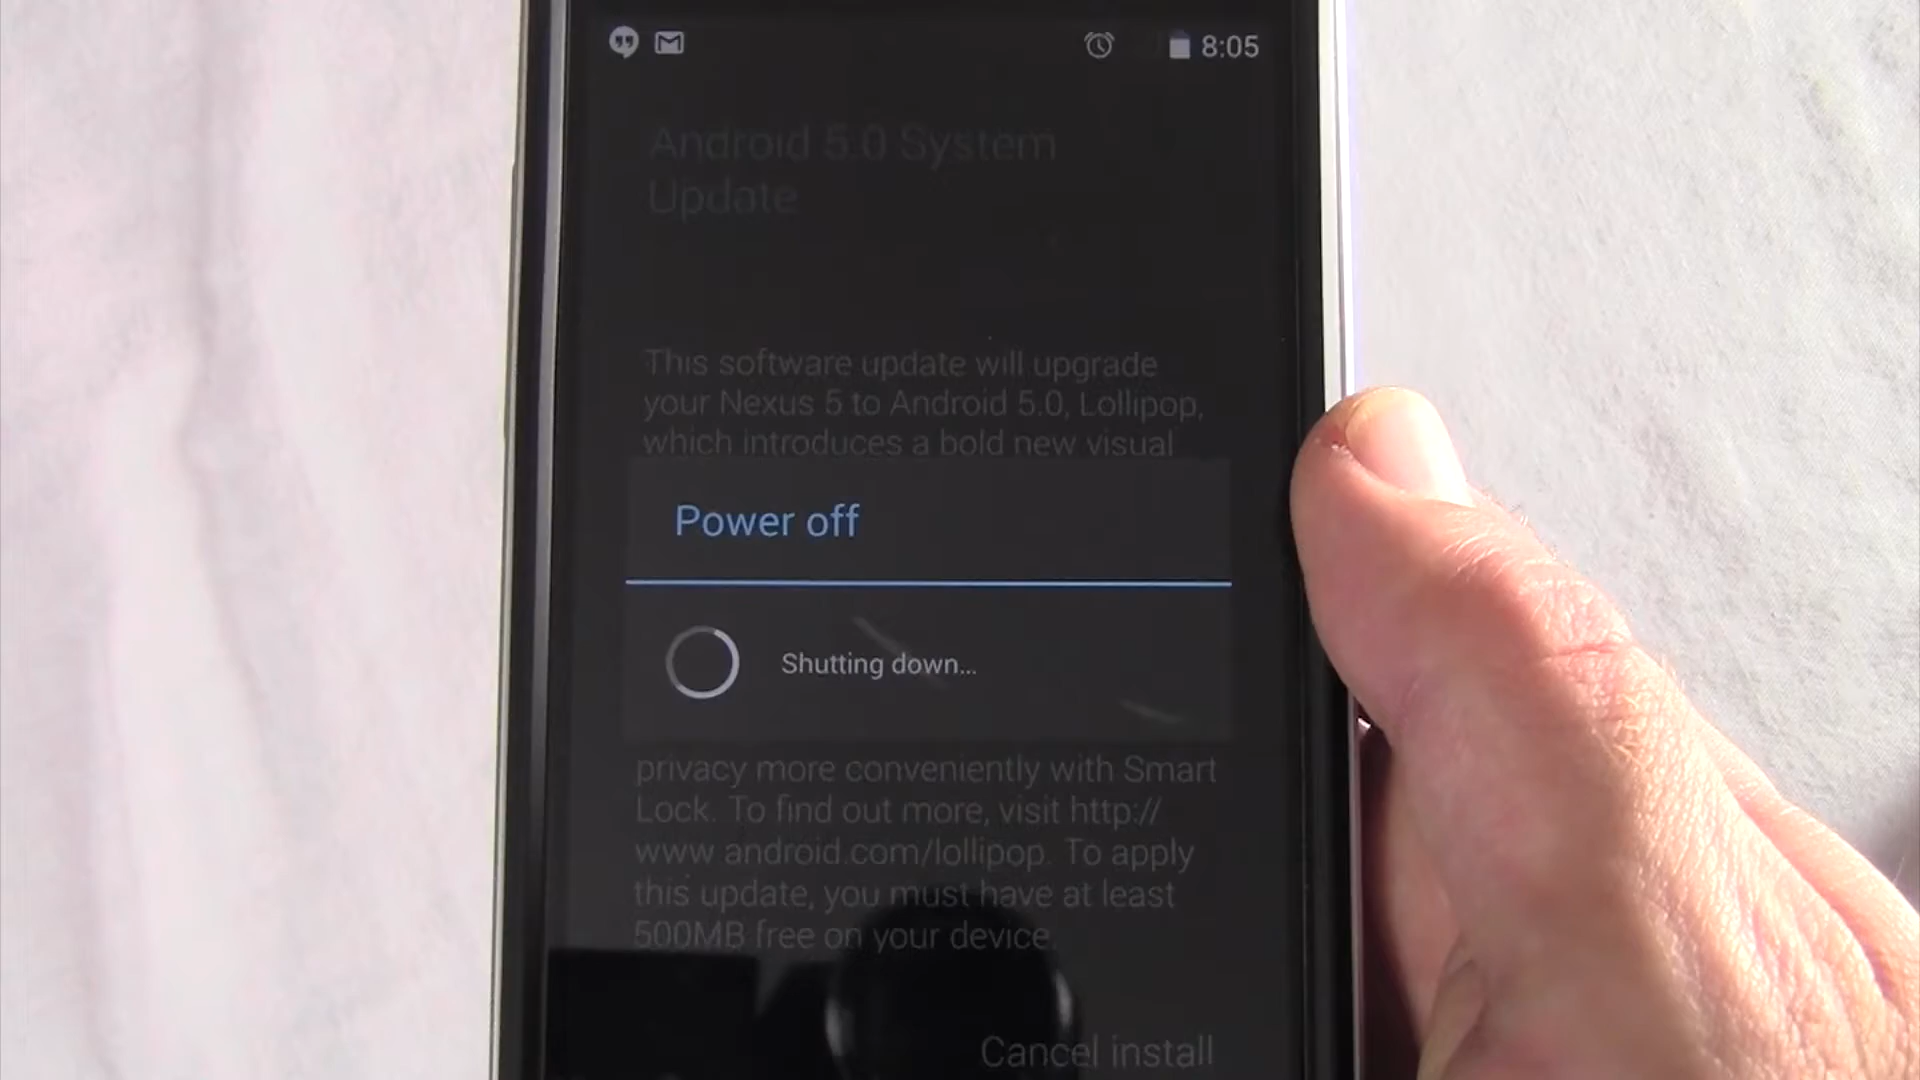 8:05
Android 5.0 System
Update
This software update will upgrade
your Nexus 5 to Android 5.0, Lollipop,
which introduces a bold new visual
Power off
Shutting down...
privacy more conveniently with Smart
Lock. To find out more, visit http://
www.android.com/lollipop. To apply
this update, you must have at least
500MB free on your device.
Cancel install